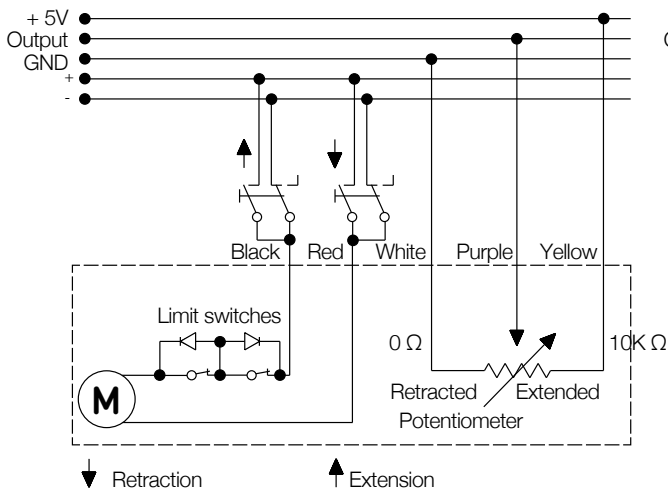 + 5V
Output
GND
+
-
Black Red White Purple Yellow
Limit switches
0 Ω 10K Ω
M
Retracted Extended
Potentiometer
Retraction Extension